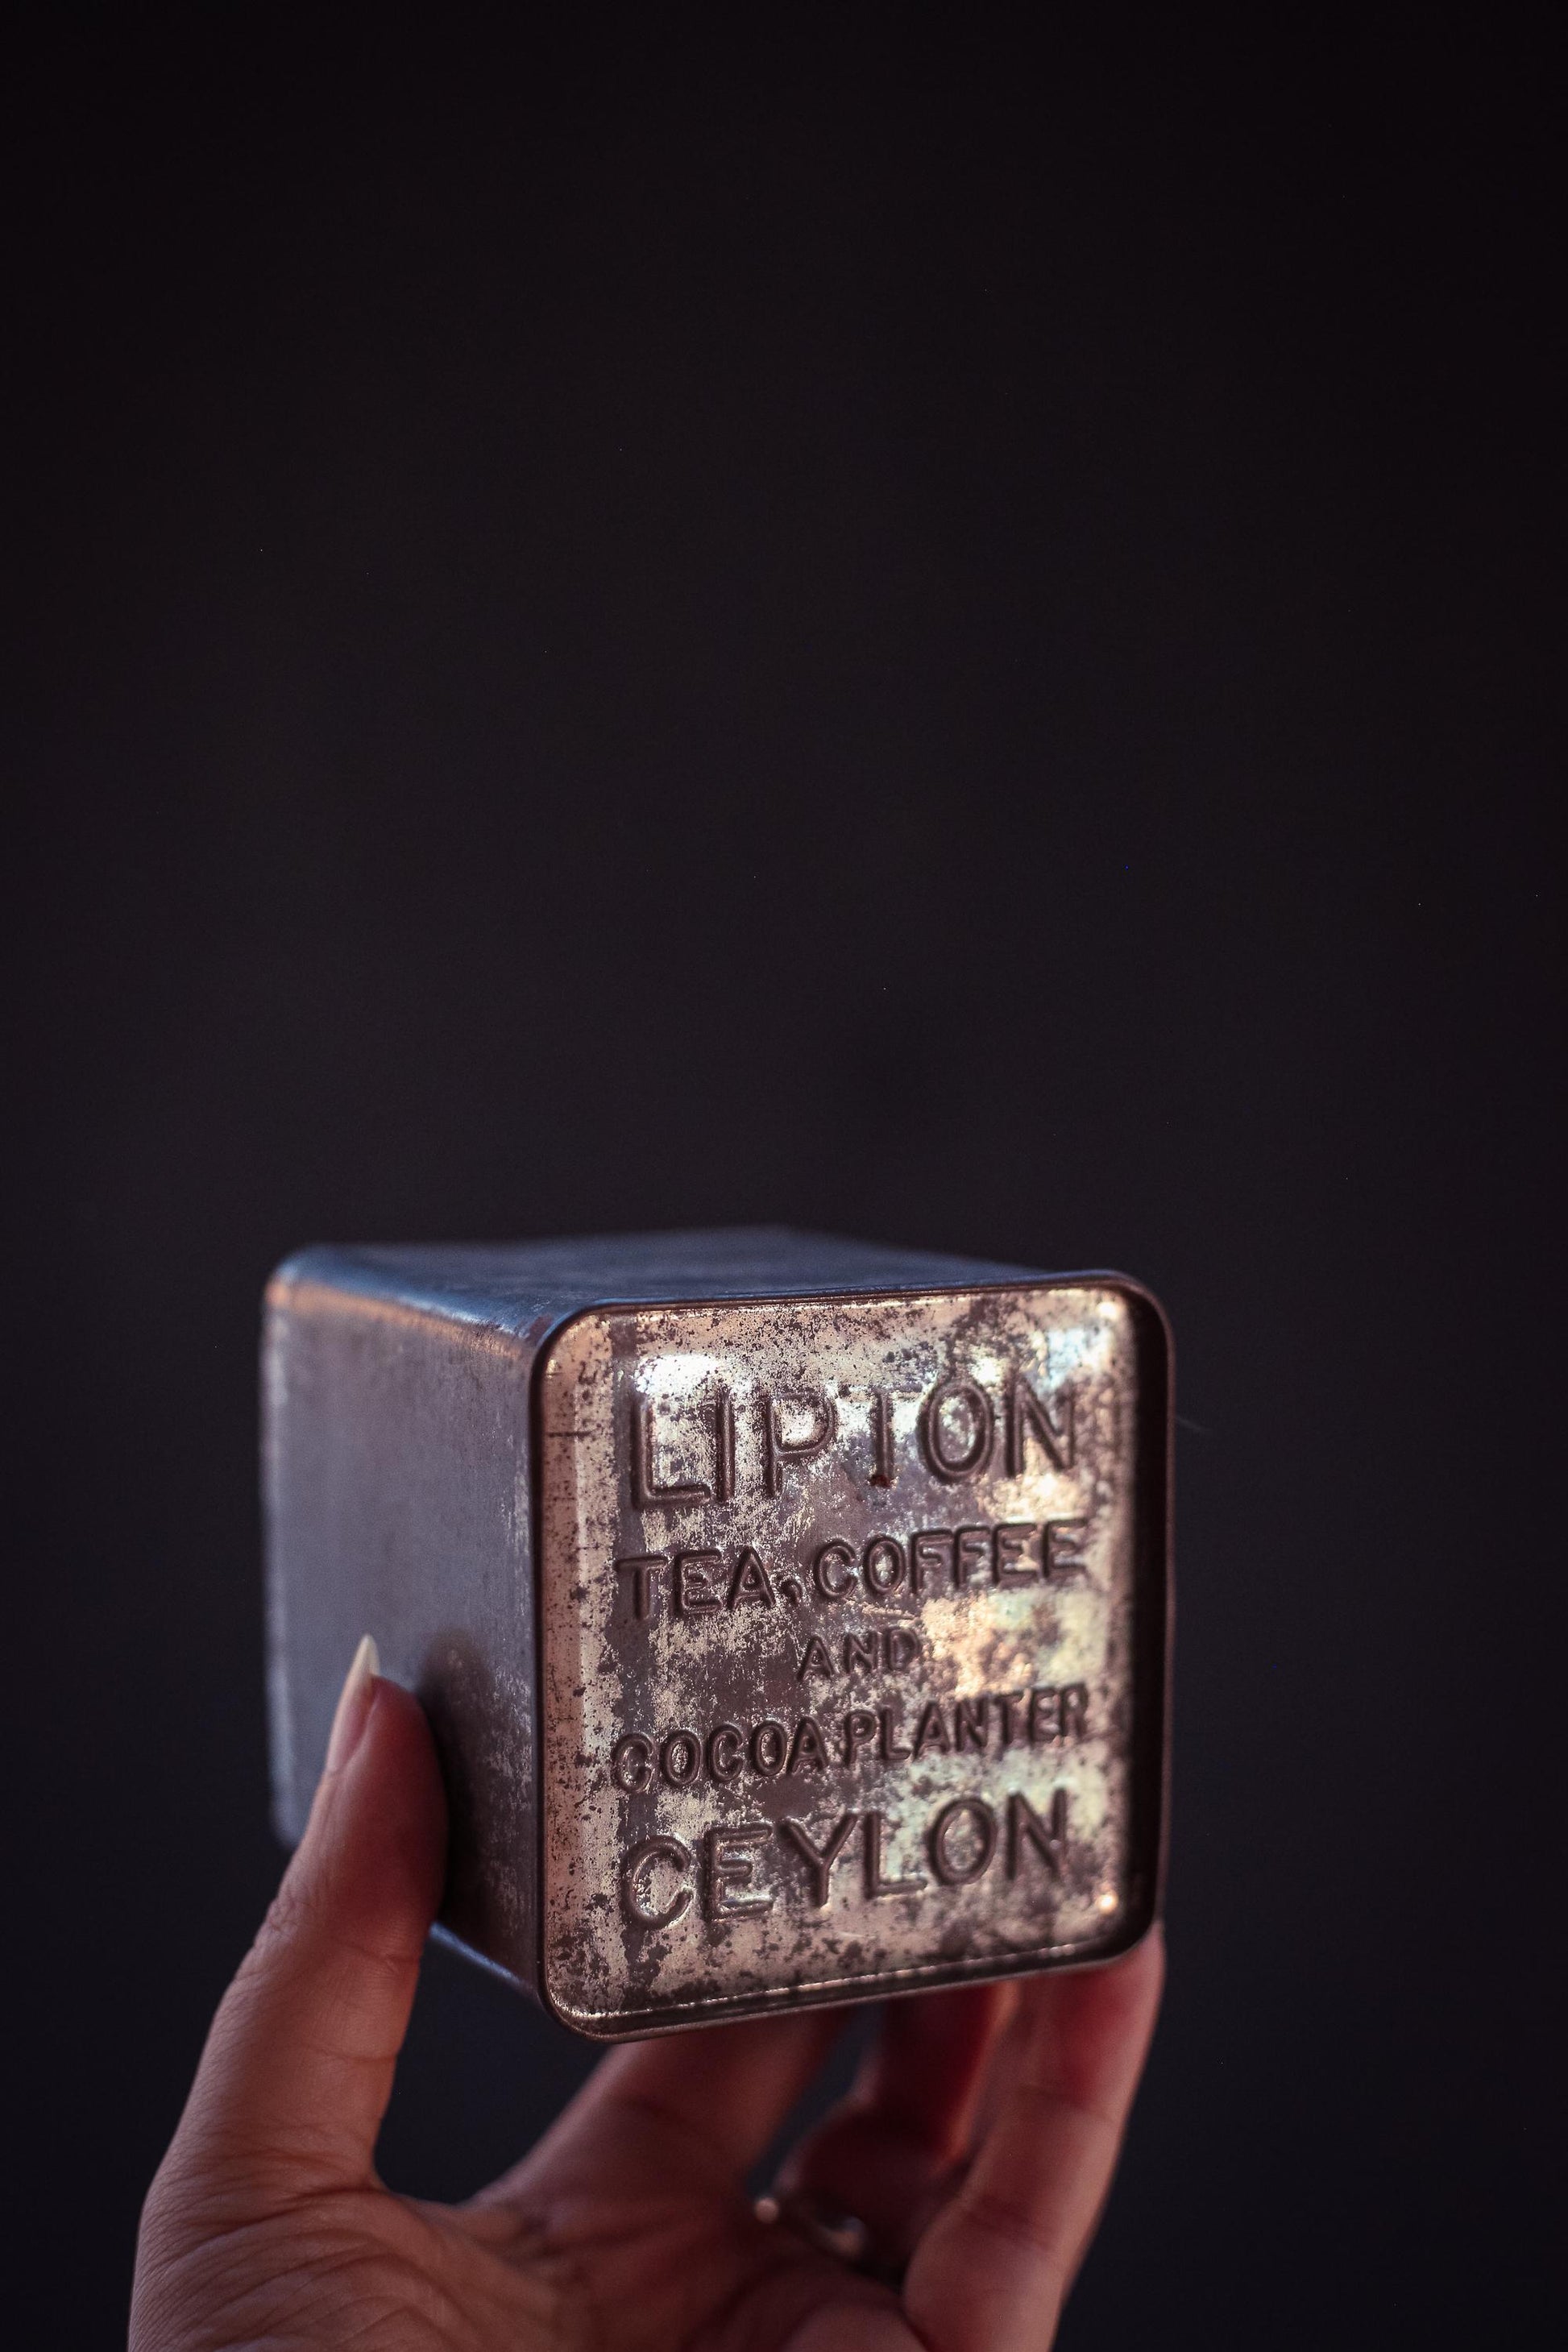 LIPTON
TEA, COFFEE
AND
COCOA PLANTER
CEYLON